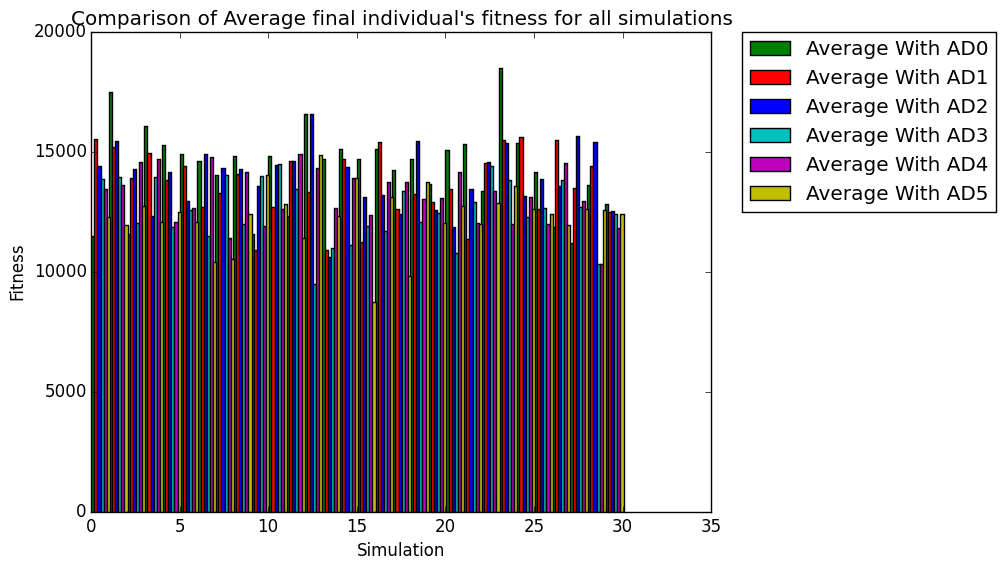 Comparison of Average final individual's fitness for all simulations
20000
15000
10000
5000
0
Fitness
0 5 10 15 20 25 30 35
Simulation
Average With AD0
Average With AD1
Average With AD2
Average With AD3
Average With AD4
Average With AD5